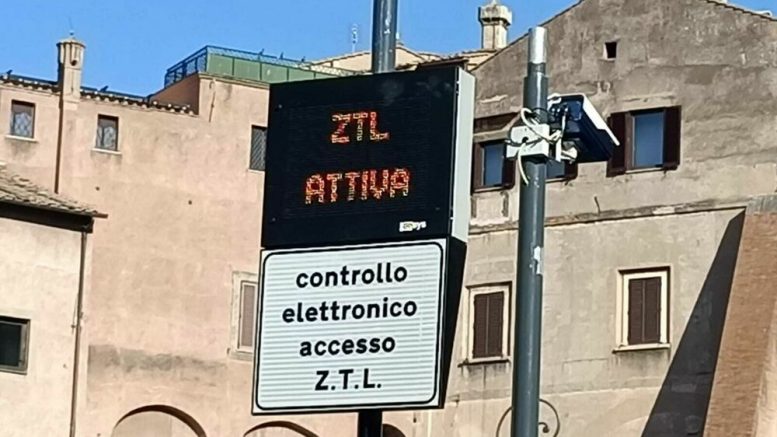 ZTL
ATTIVA
controllo
elettronico
accesso
Z.T.L.